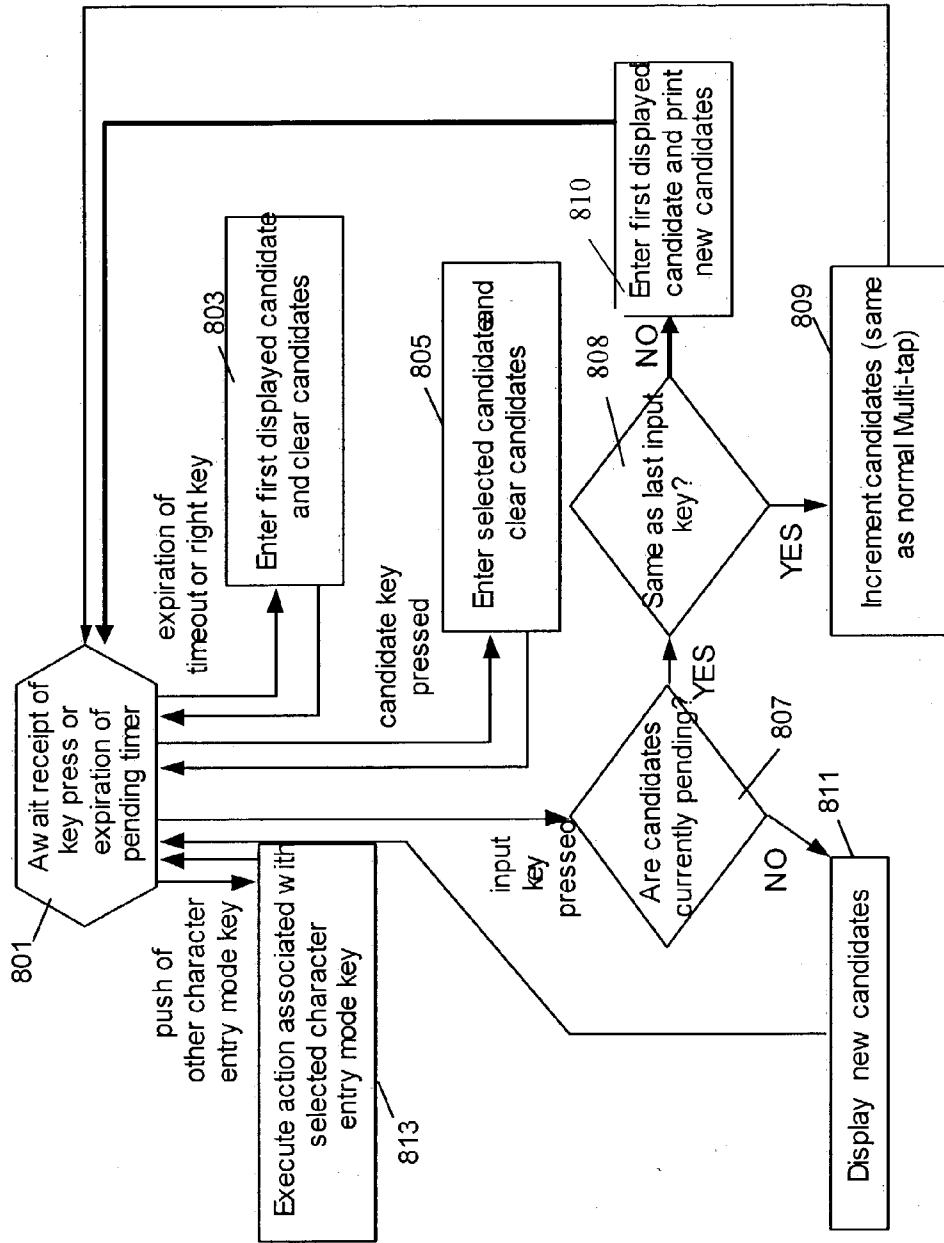 801
Await receipt of
key press or
expiration of
pending timer
push of
other character
entry mode key
Execute action associated with
selected character
entry mode key
813
input
key
pressed
candidate key
pressed
expiration of
timeout or right key
803
Enter first displayed candidate
and clear candidates
805
Enter selected candidate and
clear candidates
Are candidates
currently pending?
807
YES
NO
811
Display new candidates
808
Same as last input
key?
NO
YES
810
Enter first displayed
candidate and print
new candidates
809
Increment candidates (same
as normal Multi-tap)